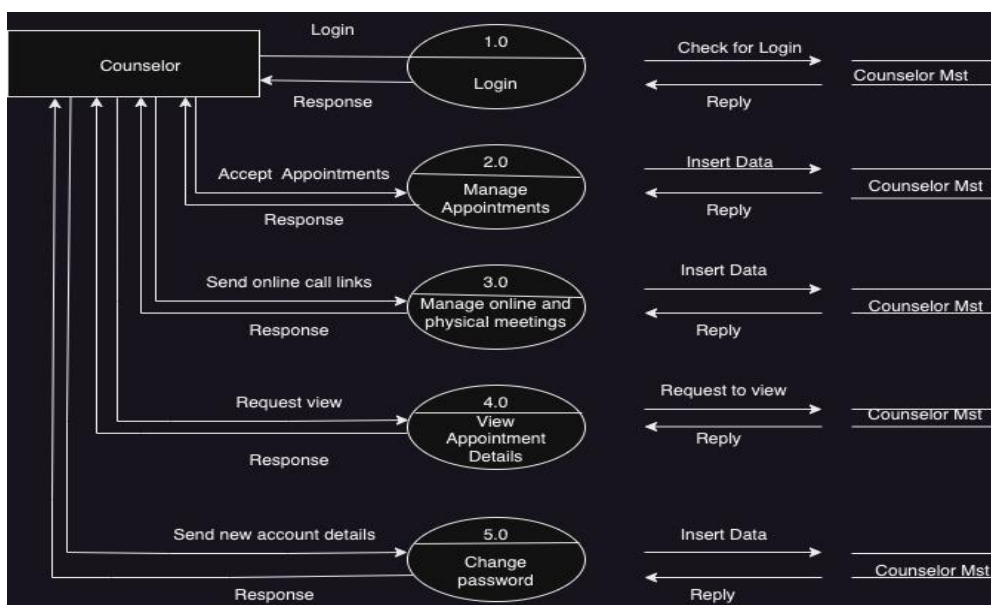 Login
1.0
Check for Login
Counselor
Login
Counselor Mst
Response
Reply
2.0
Insert Data
Accept Appointments
Manage
Appointments
Counselor Mst
Response
Reply
3.0
Insert Data
Send online call links
Manage online and
physical meetings
Counselor Mst
Response
Reply
4.0
Request to view
Request view
View
Appointment
Details
Counselor Mst
Response
Reply
5.0
Insert Data
Send new account details
Change
password
Counselor Mst
Response
Reply